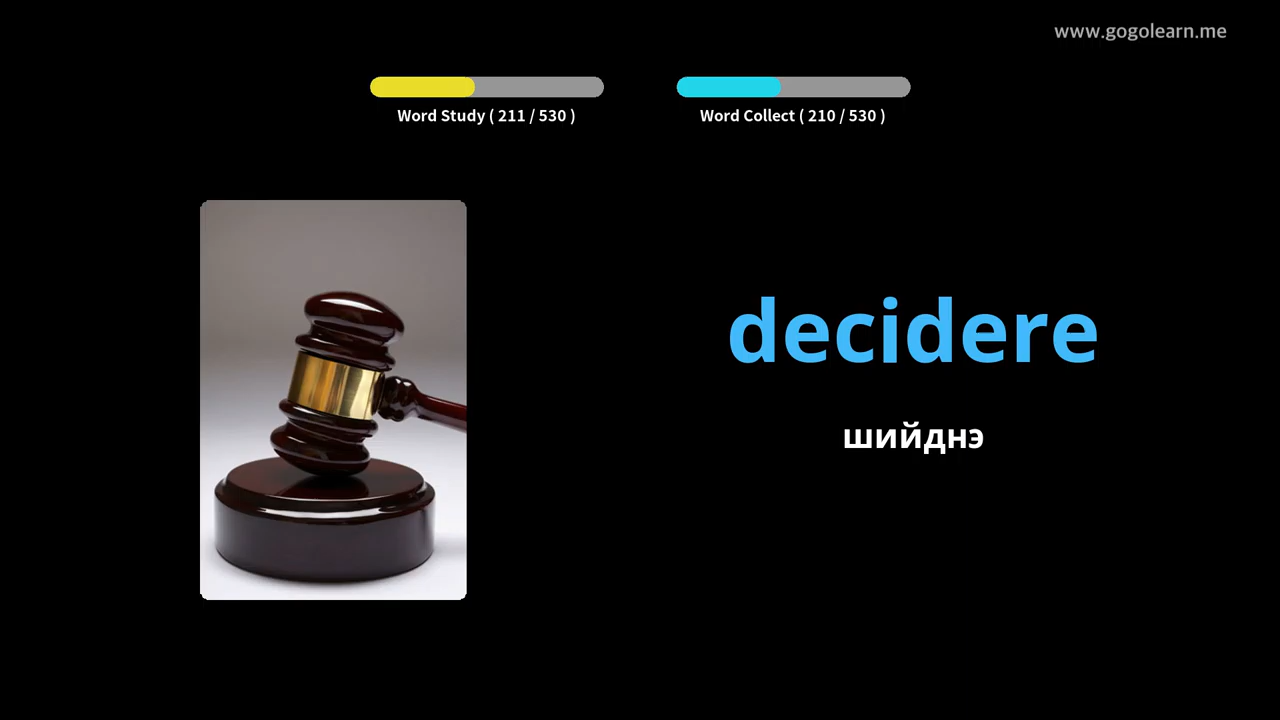 www.gogolearn.me
Word Study ( 211 / 530 )
Word Collect ( 210 / 530 )
decidere
шийднэ